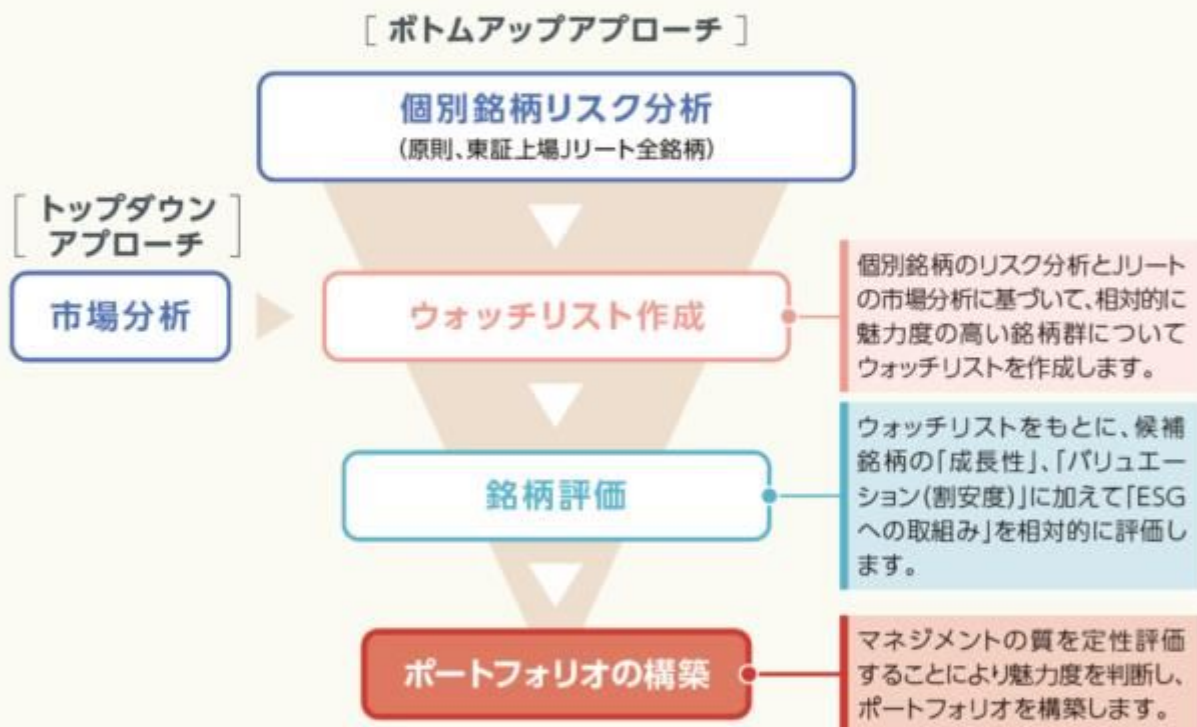 ［ ボトムアップアプローチ ］
個別銘柄リスク分析
(原則、東証上場Jリート全銘柄)
［ トップダウン
アプローチ ］
市場分析
ウォッチリスト作成
個別銘柄のリスク分析とJリート
の市場分析に基づいて、相対的に
魅力度の高い銘柄群について
ウォッチリストを作成します。
銘柄評価
ウォッチリストをもとに、候補
銘柄の「成長性」、「バリュエー
ション(割安度)」に加えて「ESG
への取組み」を相対的に評価し
ます。
ポートフォリオの構築
マネジメントの質を定性評価
することにより魅力度を判断し、
ポートフォリオを構築します。